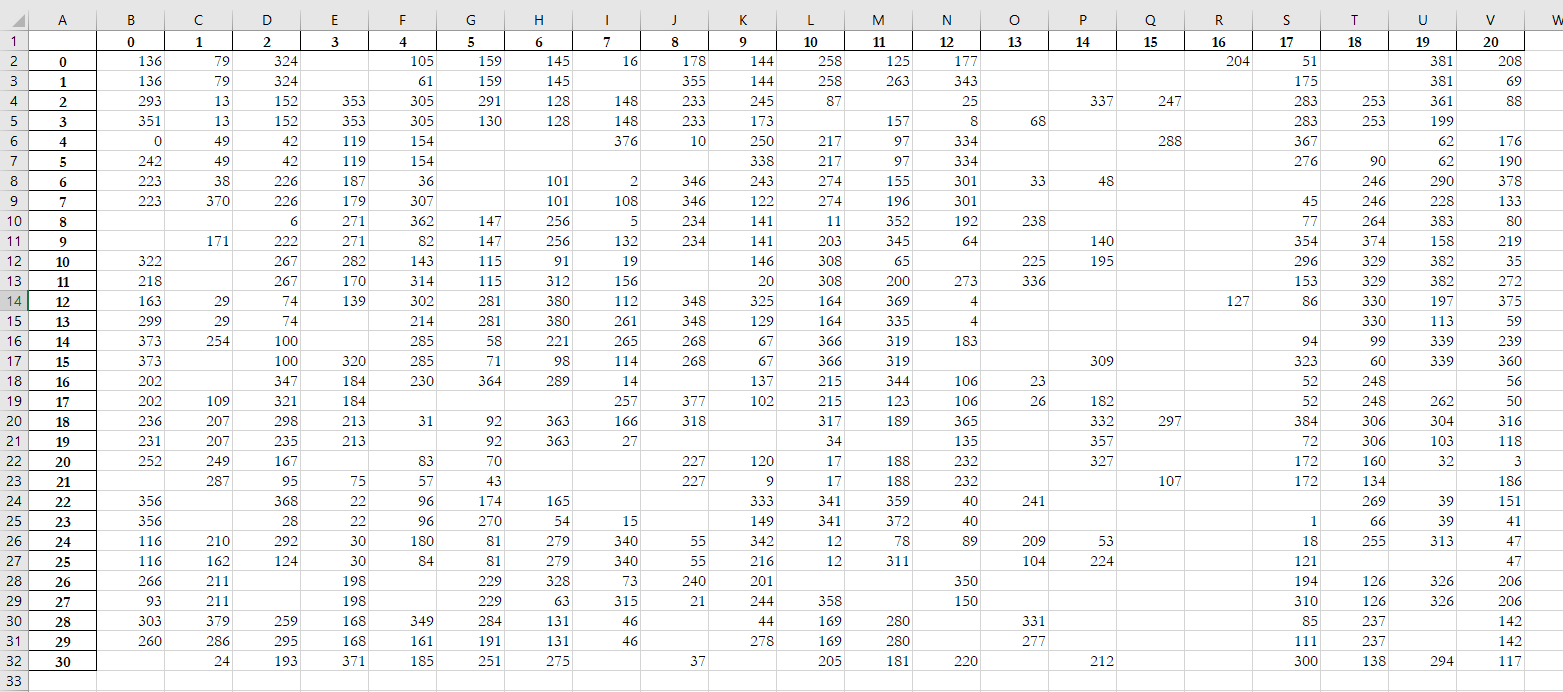 A B C D E F G H I J K L M N O P Q R S T U V W
1 0 1 2 3 4 5 6 7 8 9 10 11 12 13 14 15 16 17 18 19 20
2 0 136 79 324 105 159 145 16 178 144 258 125 177 204 51 381 208
3 1 136 79 324 61 159 145 355 144 258 263 343 175 381 69
4 2 293 13 152 353 305 291 128 148 233 245 87 25 337 247 283 253 361 88
5 3 351 13 152 353 305 130 128 148 233 173 157 8 68 283 253 199
6 4 0 49 42 119 154 376 10 250 217 97 334 288 367 62 176
7 5 242 49 42 119 154 338 217 97 334 276 90 62 190
8 6 223 38 226 187 36 101 2 346 243 274 155 301 33 48 246 290 378
9 7 223 370 226 179 307 101 108 346 122 274 196 301 45 246 228 133
10 8 6 271 362 147 256 5 234 141 11 352 192 238 77 264 383 80
11 9 171 222 271 82 147 256 132 234 141 203 345 64 140 354 374 158 219
12 10 322 267 282 143 115 91 19 146 308 65 225 195 296 329 382 35
13 11 218 267 170 314 115 312 156 20 308 200 273 336 153 329 382 272
14 12 163 29 74 139 302 281 380 112 348 325 164 369 4 127 86 330 197 375
15 13 299 29 74 214 281 380 261 348 129 164 335 4 330 113 59
16 14 373 254 100 285 58 221 265 268 67 366 319 183 94 99 339 239
17 15 373 100 320 285 71 98 114 268 67 366 319 309 323 60 339 360
18 16 202 347 184 230 364 289 14 137 215 344 106 23 52 248 56
19 17 202 109 321 184 257 377 102 215 123 106 26 182 52 248 262 50
20 18 236 207 298 213 31 92 363 166 318 317 189 365 332 297 384 306 304 316
21 19 231 207 235 213 92 363 27 34 135 357 72 306 103 118
22 20 252 249 167 83 70 227 120 17 188 232 327 172 160 32 3
23 21 287 95 75 57 43 227 9 17 188 232 107 172 134 186
24 22 356 368 22 96 174 165 333 341 359 40 241 269 39 151
25 23 356 28 22 96 270 54 15 149 341 372 40 1 66 39 41
26 24 116 210 292 30 180 81 279 340 55 342 12 78 89 209 53 18 255 313 47
27 25 116 162 124 30 84 81 279 340 55 216 12 311 104 224 121 47
28 26 266 211 198 229 328 73 240 201 350 194 126 326 206
29 27 93 211 198 229 63 315 21 244 358 150 310 126 326 206
30 28 303 379 259 168 349 284 131 46 44 169 280 331 85 237 142
31 29 260 286 295 168 161 191 131 46 278 169 280 277 111 237 142
32 30 24 193 371 185 251 275 37 205 181 220 212 300 138 294 117
33